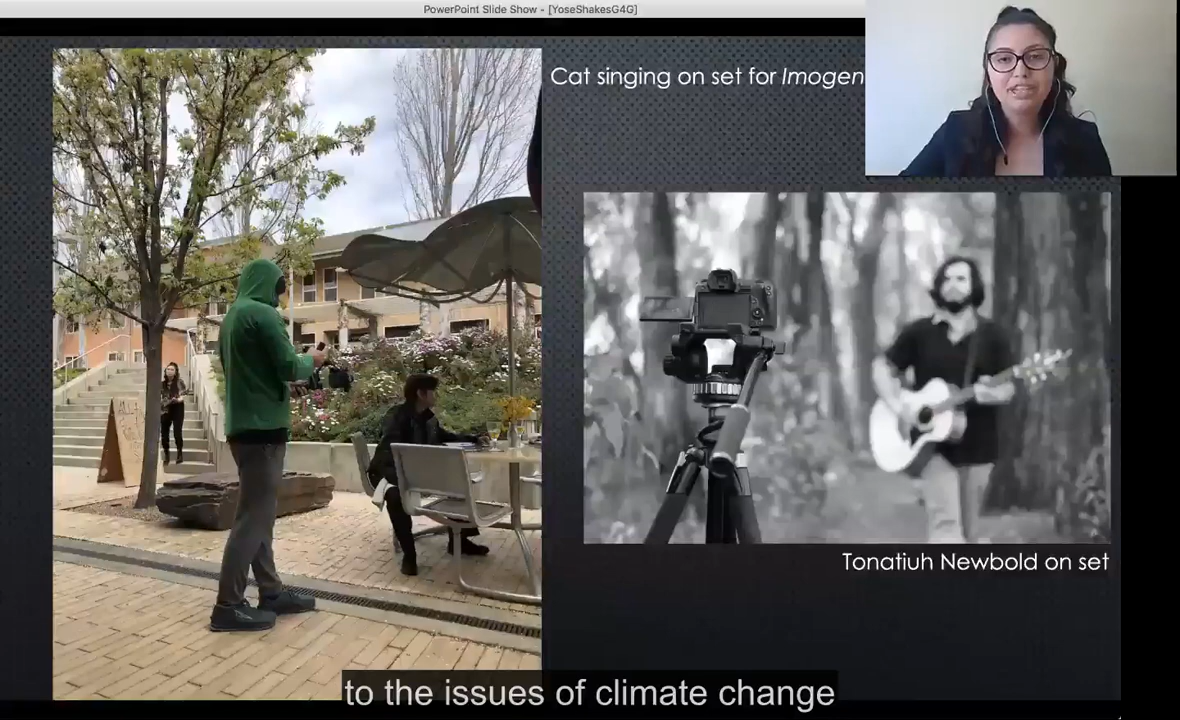 PowerPoint Slide Show - [YoseShakesG4G]
Cat singing on set for Imogen
Tonatiuh Newbold on set
to the issues of climate change